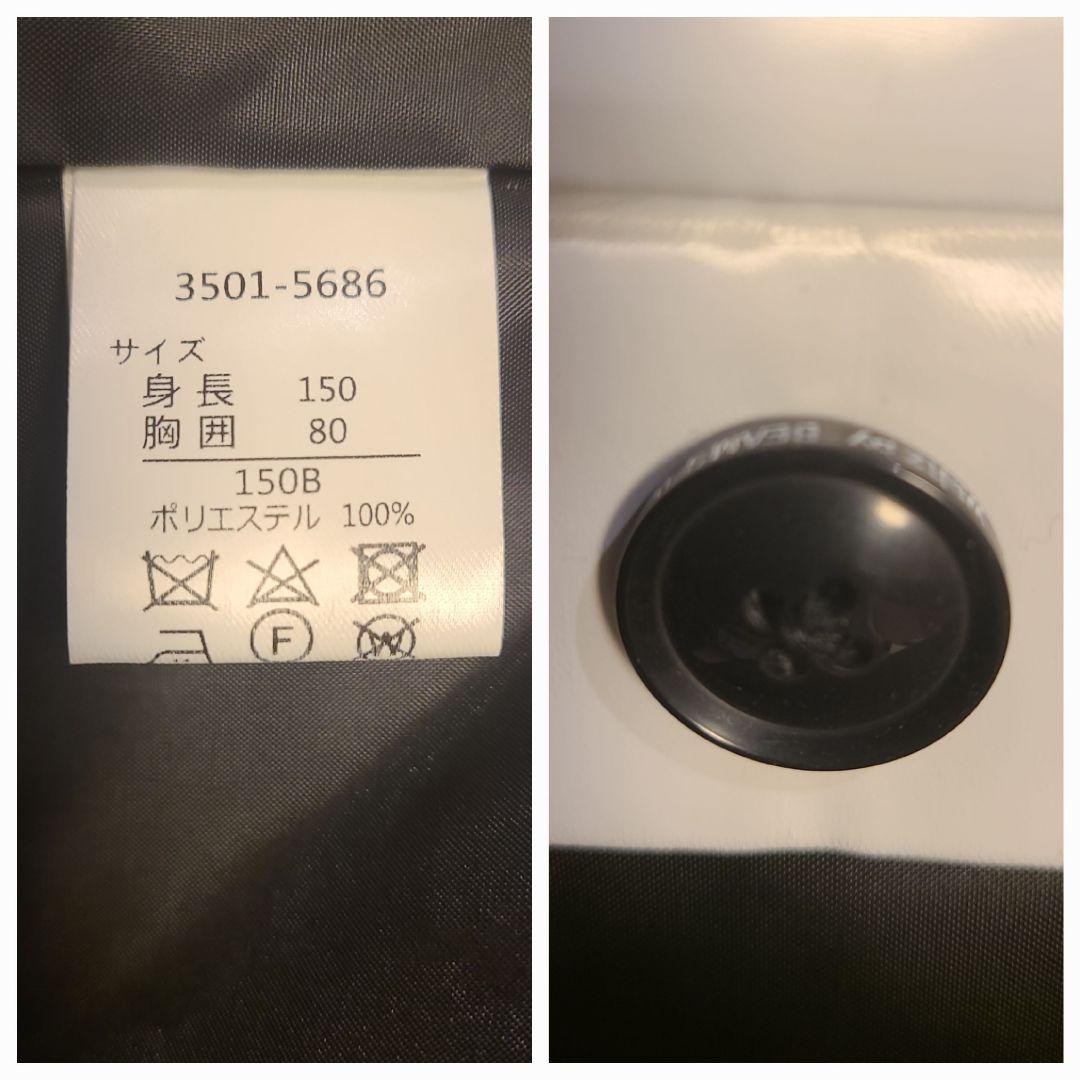 3501-5686
サイズ
身長 150
胸囲 80
150B
ポリエステル 100%
F
W
BEAMS